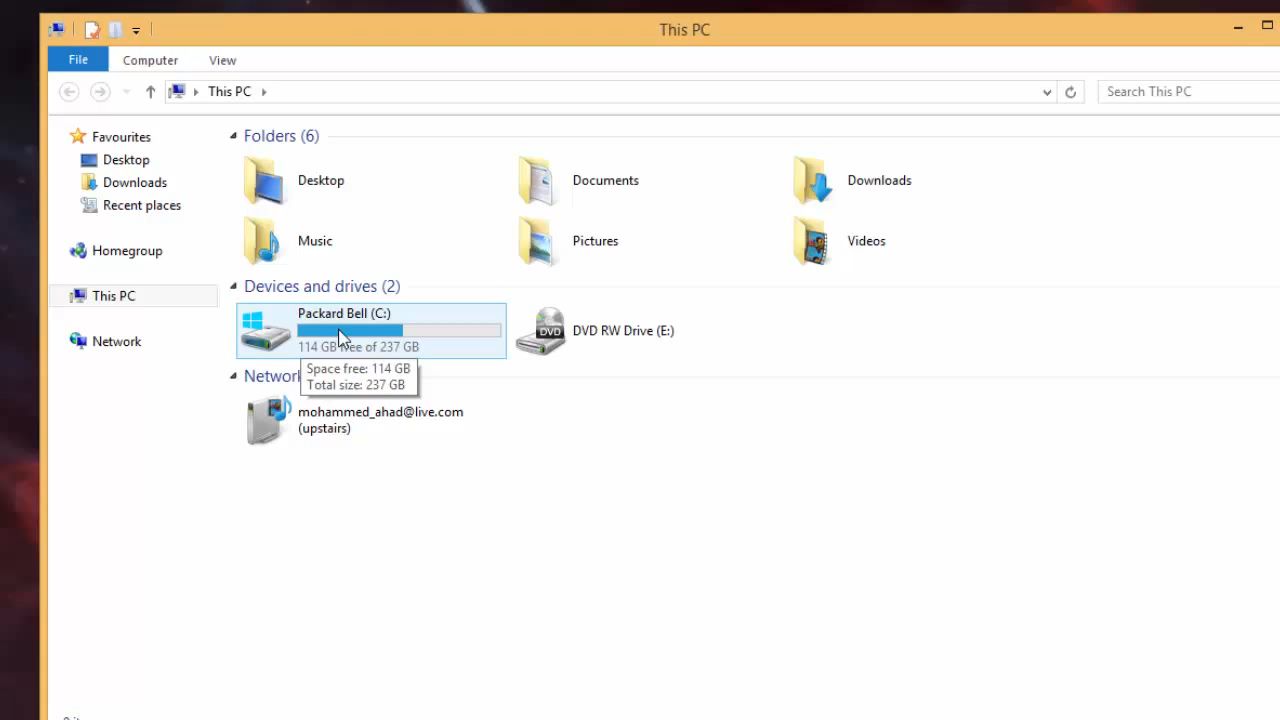 This PC
File
Computer
View
This PC
Search This PC
Favourites
Desktop
Downloads
Recent places
Homegroup
This PC
Network
Folders (6)
Desktop
Documents
Downloads
Music
Pictures
Videos
Devices and drives (2)
Packard Bell (C:)
114 GB free of 237 GB
DVD
DVD RW Drive (E:)
Space free: 114 GB
Total size: 237 GB
mohammed_ahad@live.com
(upstairs)